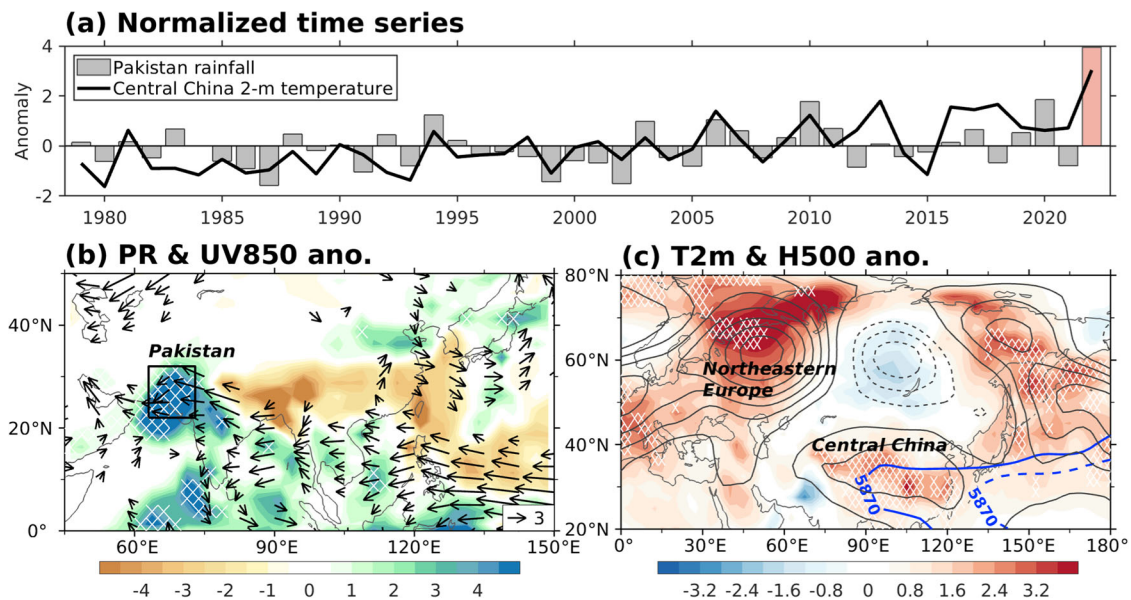 (a) Normalized time series
4
2
0
-2
Anomaly
Pakistan rainfall
Central China 2-m temperature
1980 1985 1990 1995 2000 2005 2010 2015 2020
(b) PR & UV850 ano.
40°N
20°N
0°
Pakistan
3
60°E 90°E 120°E 150°E
-4 -3 -2 -1 0 1 2 3 4
(c) T2m & H500 ano.
80°N
60°N
40°N
20°N
Northeastern
Europe
Central China
5870
5870
0° 30°E 60°E 90°E 120°E 150°E 180°
-3.2 -2.4 -1.6 -0.8 0 0.8 1.6 2.4 3.2